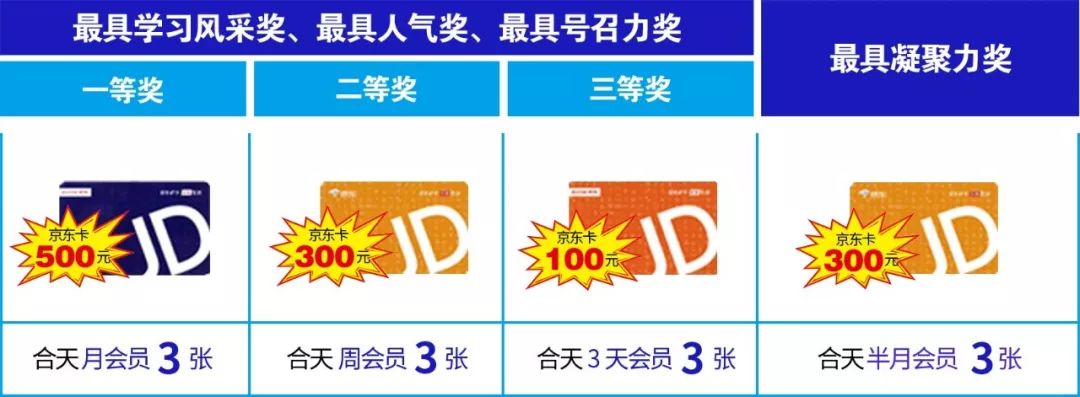 最具学习风采奖、最具人气奖、最具号召力奖
最具凝聚力奖
一等奖
二等奖
三等奖
京东卡
500元
JD
京东卡
300元
JD
京东卡
100元
JD
京东卡
300元
JD
合天月会员3张
合天周会员3张
合天3天会员3张
合天半月会员3张